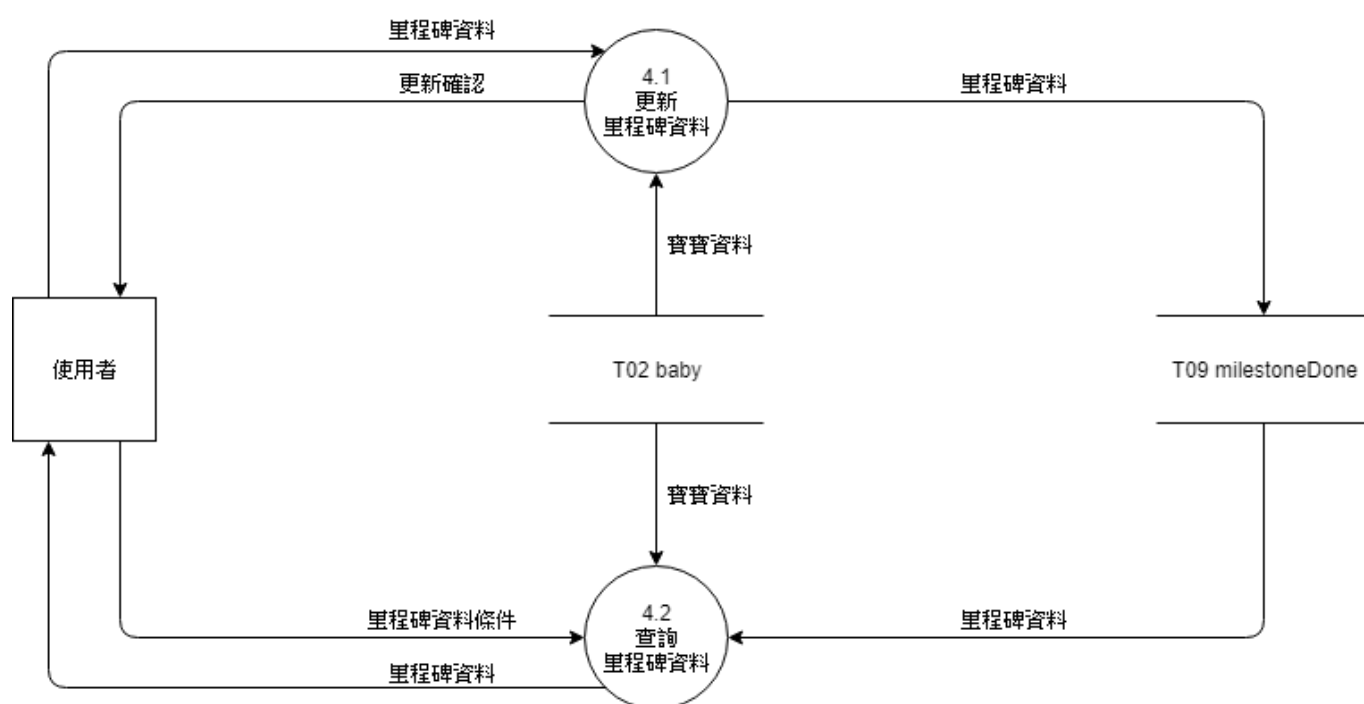 里程碑資料
4.1
更新
里程碑資料
更新確認
里程碑資料
寶寶資料
使用者
T02 baby
T09 milestoneDone
寶寶資料
里程碑資料條件
4.2
查詢
里程碑資料
里程碑資料
里程碑資料